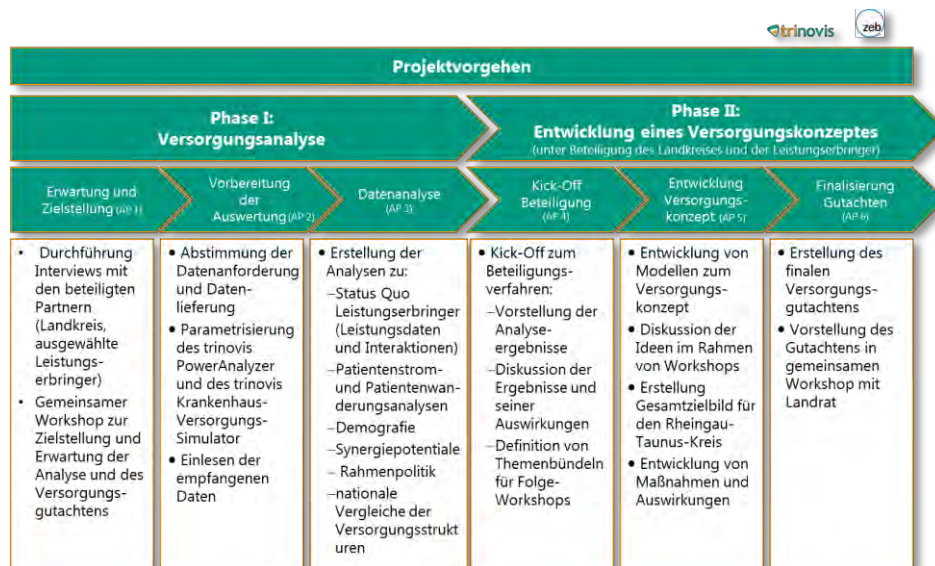 trinovis
zeb
Projektvorgehen
Phase I:
Versorgungsanalyse
Phase II:
Entwicklung eines Versorgungskonzeptes
(unter Beteiligung des Landkreises und der Leistungserbringer)
Erwartung und
Zielstellung (AP 1)
Vorbereitung
der
Auswertung (AP 2)
Datenanalyse
(AP 3)
Kick-Off
Beteiligung
(AP 4)
Entwicklung
Versorgungs-
konzept (AP 5)
Finalisierung
Gutachten
(AP 6)
• Durchführung
Interviews mit
den beteiligten
Partnern
(Landkreis,
ausgewählte
Leistungs-
erbringer)
• Gemeinsamer
Workshop zur
Zielstellung und
Erwartung der
Analyse und des
Versorgungs-
gutachtens
• Abstimmung der
Datenanforderung
und Daten-
lieferung
• Parametrisierung
des trinovis
PowerAnalyzer
und des trinovis
Krankenhaus-
Versorgungs-
Simulator
• Einlesen der
empfangenen
Daten
• Erstellung der
Analysen zu:
–Status Quo
Leistungserbringer
(Leistungsdaten
und Interaktionen)
–Patientenstrom-
und Patientenwan-
derungsanalysen
–Demografie
–Synergiepotentiale
– Rahmenpolitik
–nationale
Vergleiche der
Versorgungsstrukt
uren
• Kick-Off zum
Beteiligungs-
verfahren:
–Vorstellung der
Analyse-
ergebnisse
–Diskussion der
Ergebnisse und
seiner
Auswirkungen
–Definition von
Themenbündeln
für Folge-
Workshops
• Entwicklung von
Modellen zum
Versorgungs-
konzept
• Diskussion der
Ideen im Rahmen
von Workshops
• Erstellung
Gesamtzielbild für
den Rheingau-
Taunus-Kreis
• Entwicklung von
Maßnahmen und
Auswirkungen
• Erstellung des
finalen
Versorgungs-
gutachtens
• Vorstellung des
Gutachtens in
gemeinsamen
Workshop mit
Landrat